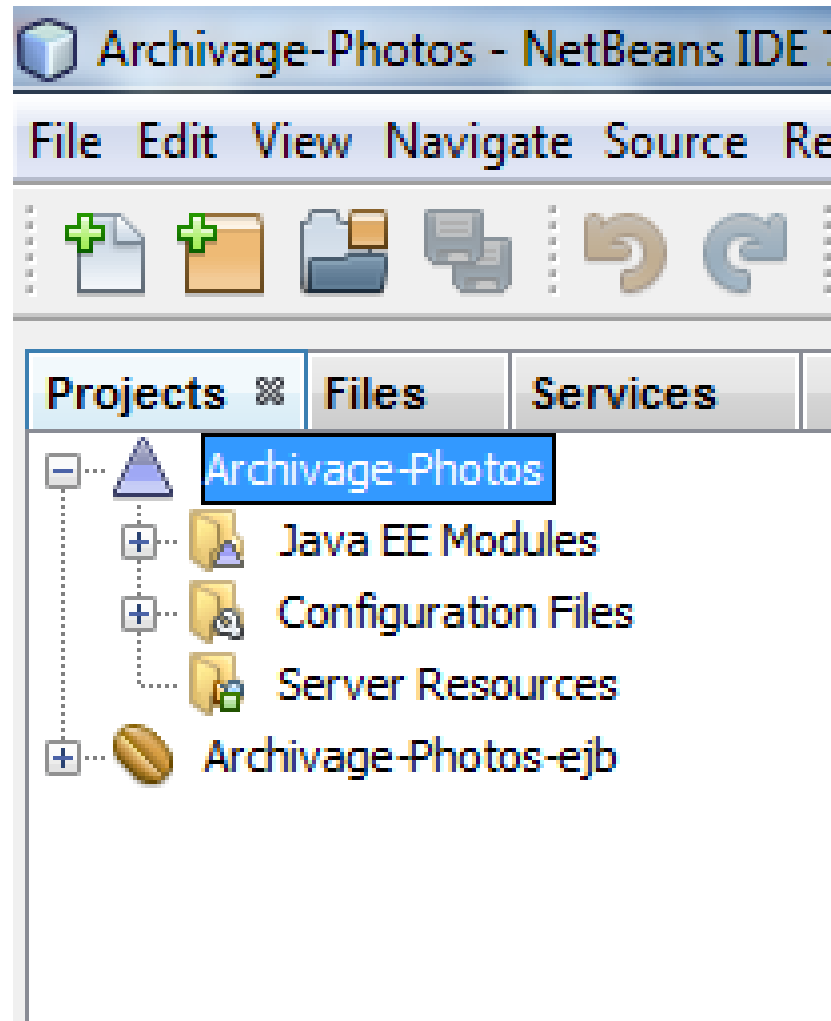 Archivage-Photos - NetBeans IDE
File Edit View Navigate Source
Projects Files Services
Archivage-Photos
Java EE Modules
Configuration Files
Server Resources
Archivage-Photos-ejb